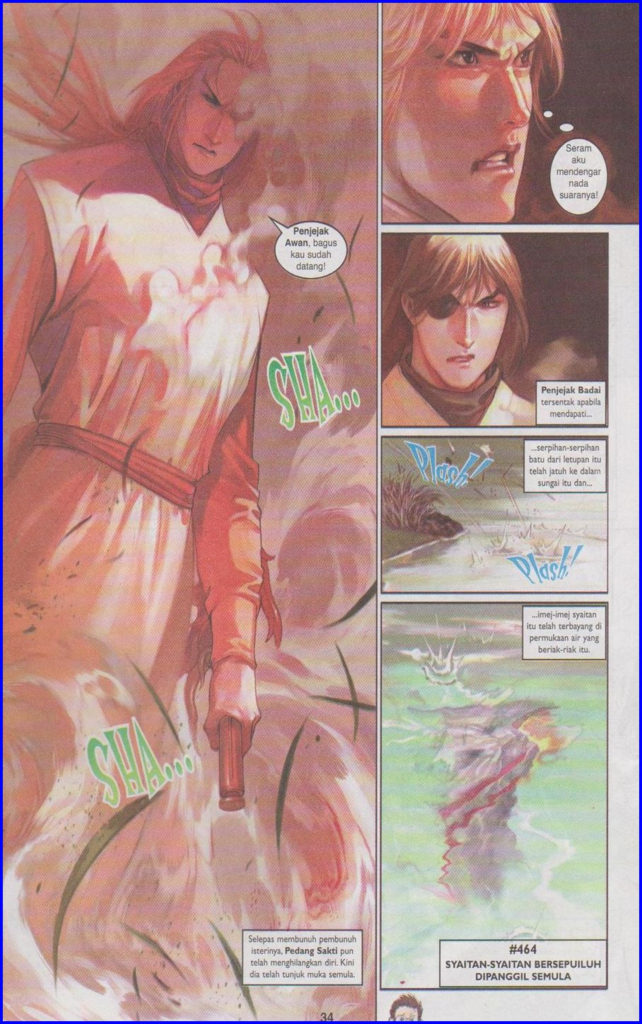 Penjejak
Awan, bagus
kau sudah
datang!
SHA...
SHA...
Selepas membunuh pembunuh
isterinya, Pedang Sakti pun
telah menghilangkan diri. Kini
dia telah tunjuk muka semula.
34
Seram
aku
mendengar
nada
suaranya!
Penjejak Badai
tersentak apabila
mendapati...
Plash!
...serpihan-serpihan
batu dari letupan itu
telah jatuh ke dalam
sungai itu dan...
Plash!
...imej-imej syaitan
itu telah terbayang di
permukaan air yang
beriak-riak itu.
#464
SYAITAN-SYAITAN BERSEPULUH
DIPANGGIL SEMULA